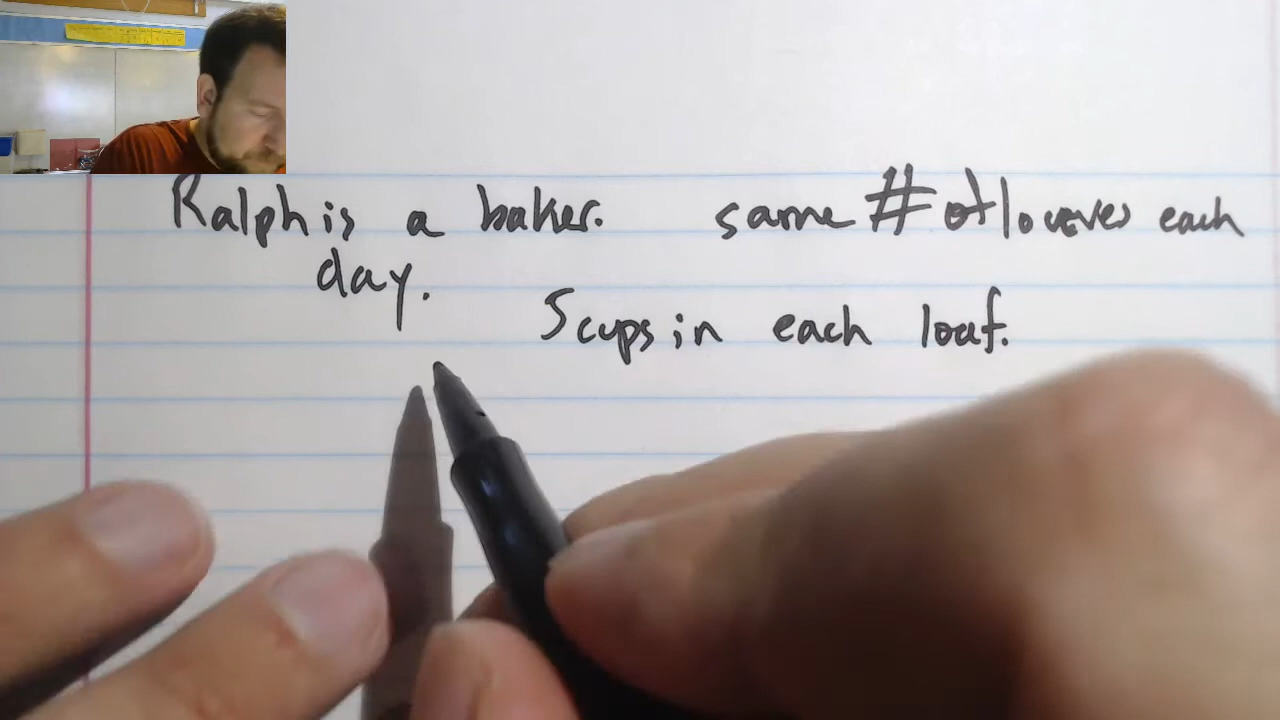 Ralph is a baker. same # of loaves each
day.
5 cups in each loaf.